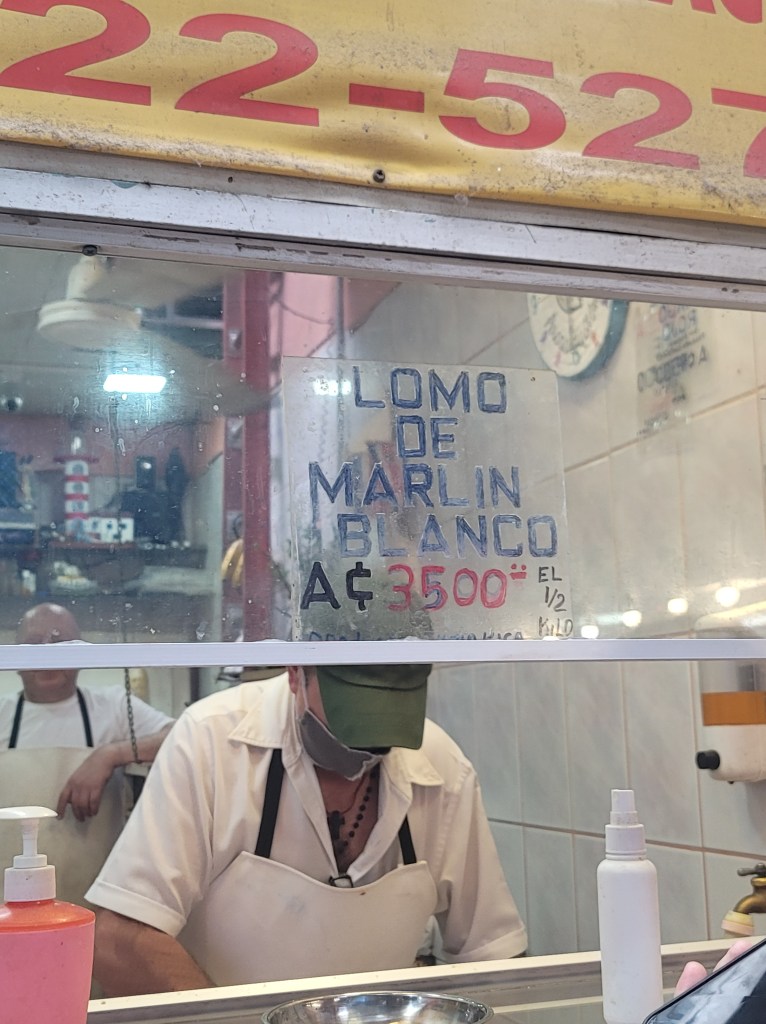 22-527
LOMO
DE
MARLIN
BLANCO
A ₡ 3500 EL
1/2
KILO